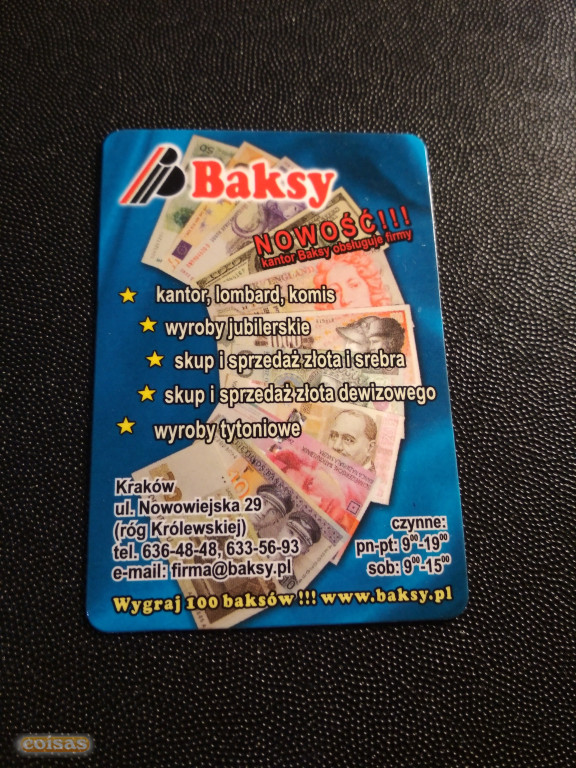 Baksy
NOWOŚĆ!!!
kantor Baksy obsługuje firmy
kantor, lombard, komis
wyroby jubilerskie
skup i sprzedaż złota i srebra
skup i sprzedaż złota dewizowego
wyroby tytoniowe
Kraków
ul. Nowowiejska 29
(róg Królewskiej)
tel. 636-48-48, 633-56-93
e-mail: firma@baksy.pl
czynne:
pn-pt: 9⁰⁰-19⁰⁰
sob: 9⁰⁰-15⁰⁰
Wygraj 100 baksów !!! www.baksy.pl
coisas